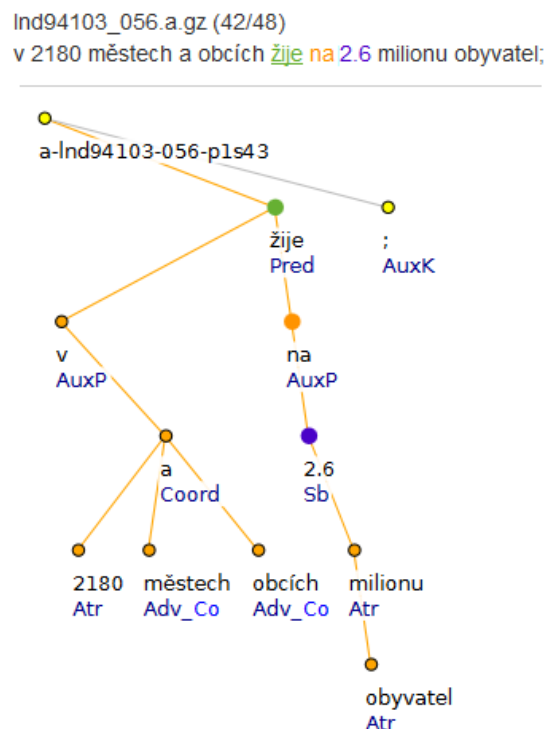 lnd94103_056.a.gz (42/48)
v 2180 městech a obcích žije na 2.6 milionu obyvatel;
a-lnd94103-056-p1s43
žije ;
Pred AuxK
v na
AuxP AuxP
a 2.6
Coord Sb
2180 městech obcích milionu
Atr Adv_Co Adv_Co Atr
obyvatel
Atr